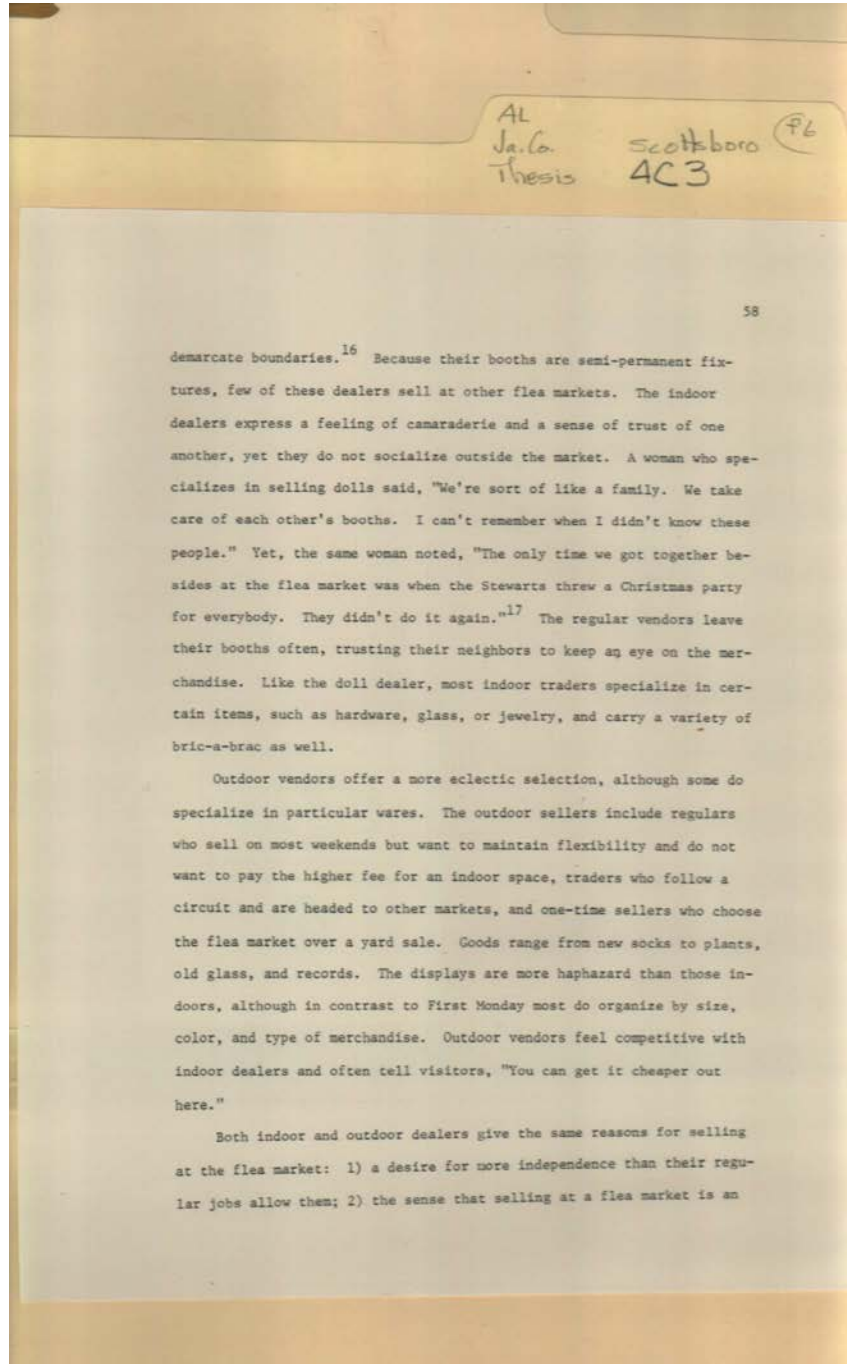 AL
Ja.Co. Scottsboro P6
Thesis 4C3
58
demarcate boundaries.16 Because their booths are semi-permanent fix-
tures, few of these dealers sell at other flea markets. The indoor
dealers express a feeling of camaraderie and a sense of trust of one
another, yet they do not socialize outside the market. A woman who spe-
cializes in selling dolls said, "We're sort of like a family. We take
care of each other's booths. I can't remember when I didn't know these
people." Yet, the same woman noted, "The only time we got together be-
sides at the flea market was when the Stewarts threw a Christmas party
for everybody. They didn't do it again."17 The regular vendors leave
their booths often, trusting their neighbors to keep an eye on the mer-
chandise. Like the doll dealer, most indoor traders specialize in cer-
tain items, such as hardware, glass, or jewelry, and carry a variety of
bric-a-brac as well.
Outdoor vendors offer a more eclectic selection, although some do
specialize in particular wares. The outdoor sellers include regulars
who sell on most weekends but want to maintain flexibility and do not
want to pay the higher fee for an indoor space, traders who follow a
circuit and are headed to other markets, and one-time sellers who choose
the flea market over a yard sale. Goods range from new socks to plants,
old glass, and records. The displays are more haphazard than those in-
doors, although in contrast to First Monday most do organize by size,
color, and type of merchandise. Outdoor vendors feel competitive with
indoor dealers and often tell visitors, "You can get it cheaper out
here."
Both indoor and outdoor dealers give the same reasons for selling
at the flea market: 1) a desire for more independence than their regu-
lar jobs allow them; 2) the sense that selling at a flea market is an